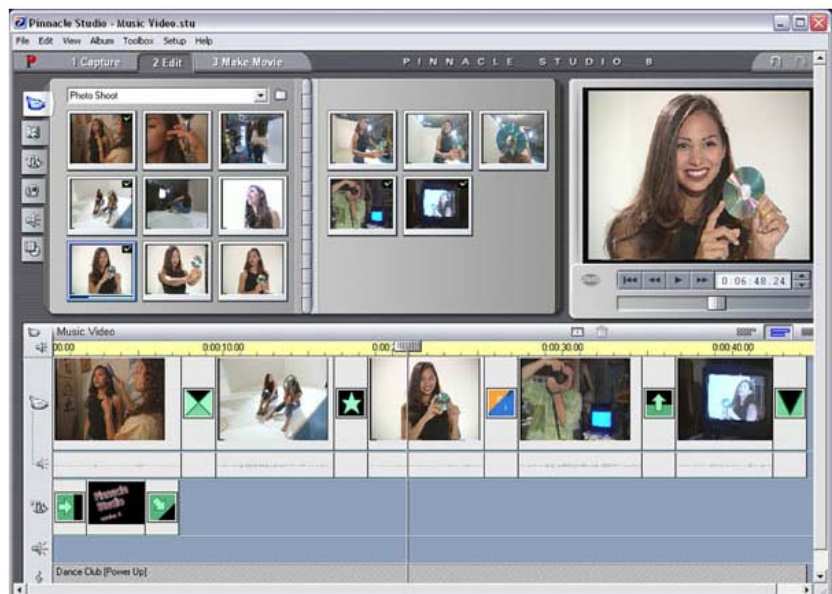 Pinnacle Studio - Music Video.stu
File Edit View Album Toolbox Setup Help
1 Capture 2 Edit 3 Make Movie
PINNACLE STUDIO 8
Photo Shoot
0:06:48.24
Music Video
0:00:10:00
0:00:30:00
0:00:40:00
Pinnacle
Studio
Dance Club [Power Up]